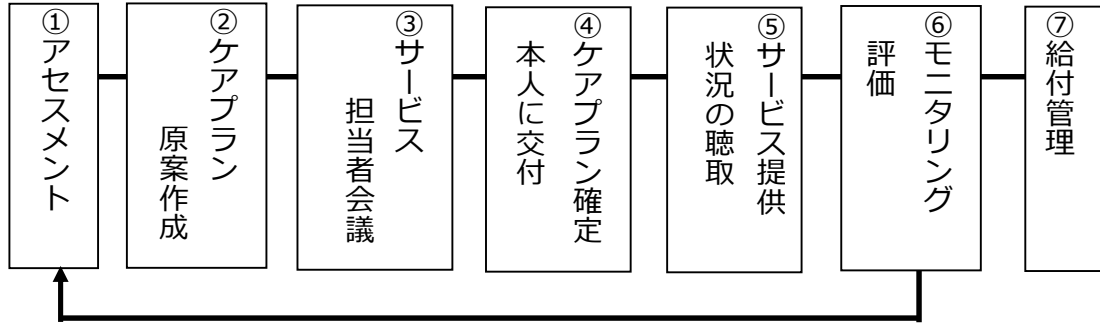 ①アセスメント
②ケアプラン
原案作成
③サービス
担当者会議
④ケアプラン確定
本人に交付
⑤サービス提供
状況の聴取
⑥モニタリング
評価
⑦給付管理